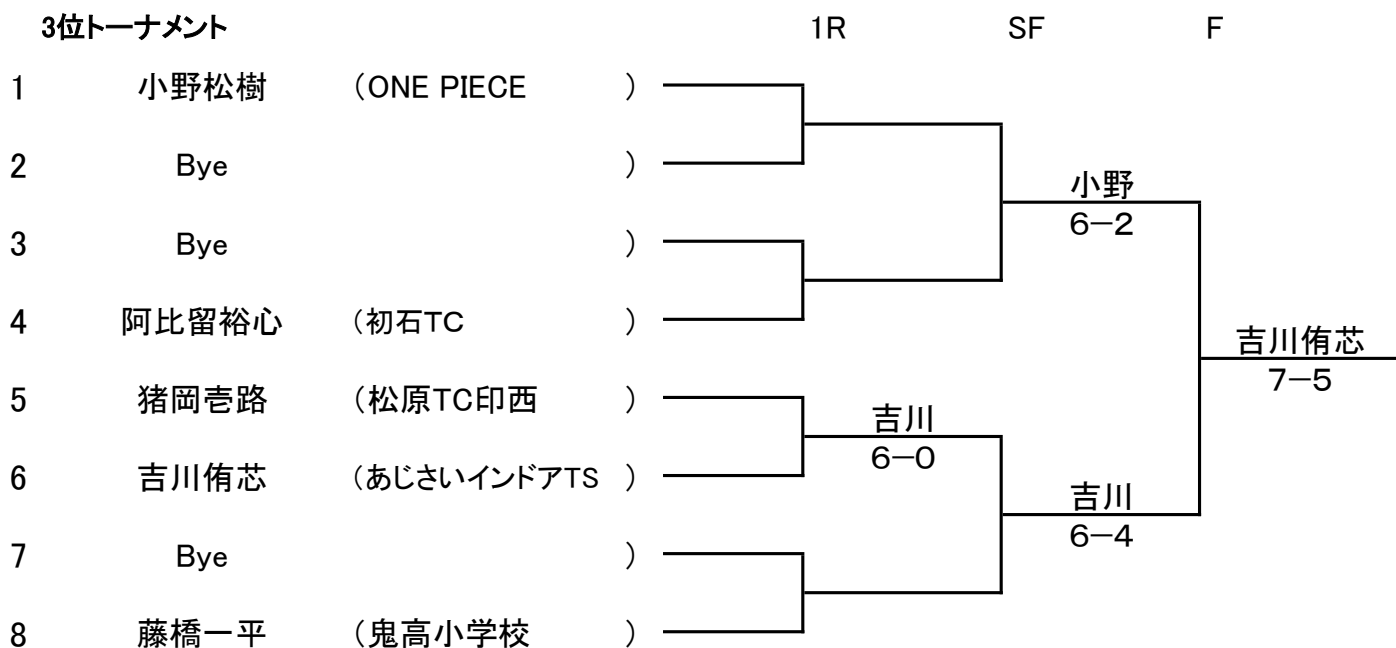 3位トーナメント 1R SF F
1 小野松樹 （ONE PIECE ）
2 Bye ）
小野
6－2
3 Bye ）
4 阿比留裕心 （初石TC ）
吉川侑芯
7－5
5 猪岡壱路 （松原TC印西 ）
吉川
6－0
6 吉川侑芯 （あじさいインドアTS ）
吉川
6－4
7 Bye ）
8 藤橋一平 （鬼高小学校 ）